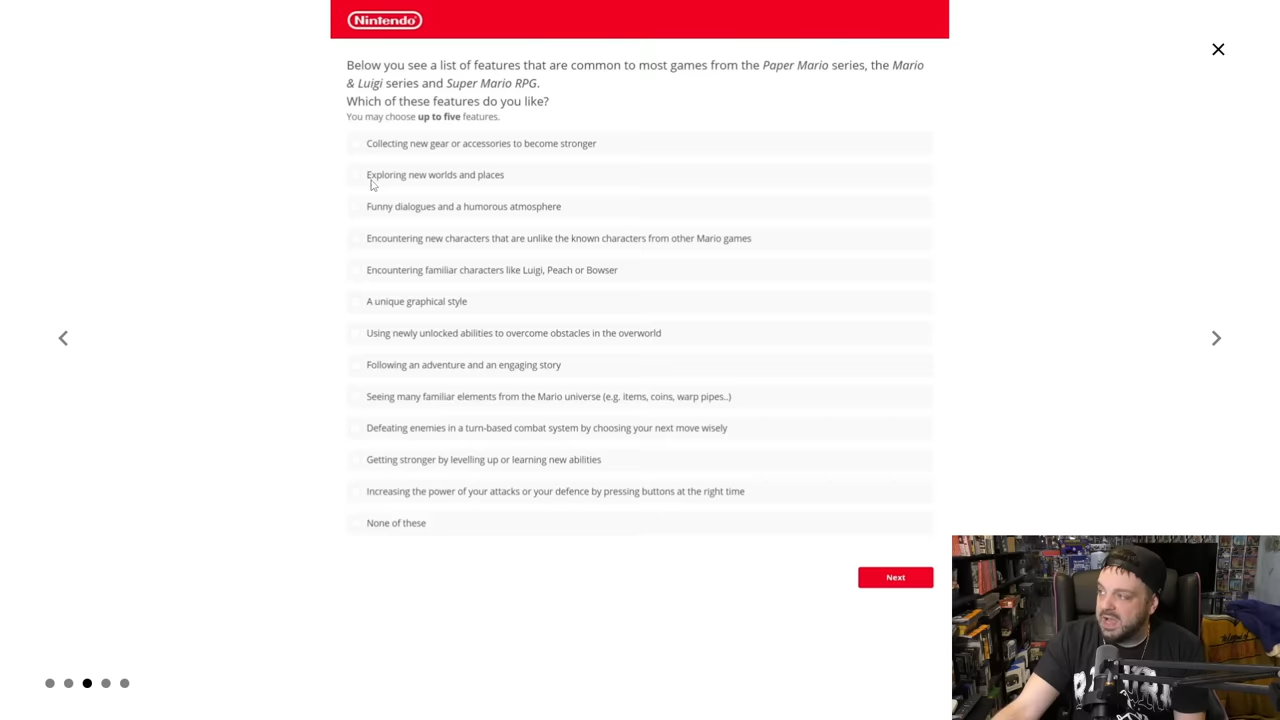 Nintendo
Below you see a list of features that are common to most games from the Paper Mario series, the Mario
& Luigi series and Super Mario RPG.
Which of these features do you like?
You may choose up to five features.
Collecting new gear or accessories to become stronger
Exploring new worlds and places
Funny dialogues and a humorous atmosphere
Encountering new characters that are unlike the known characters from other Mario games
Encountering familiar characters like Luigi, Peach or Bowser
A unique graphical style
Using newly unlocked abilities to overcome obstacles in the overworld
Following an adventure and an engaging story
Seeing many familiar elements from the Mario universe (e.g. items, coins, warp pipes..)
Defeating enemies in a turn-based combat system by choosing your next move wisely
Getting stronger by levelling up or learning new abilities
Increasing the power of your attacks or your defence by pressing buttons at the right time
None of these
Next